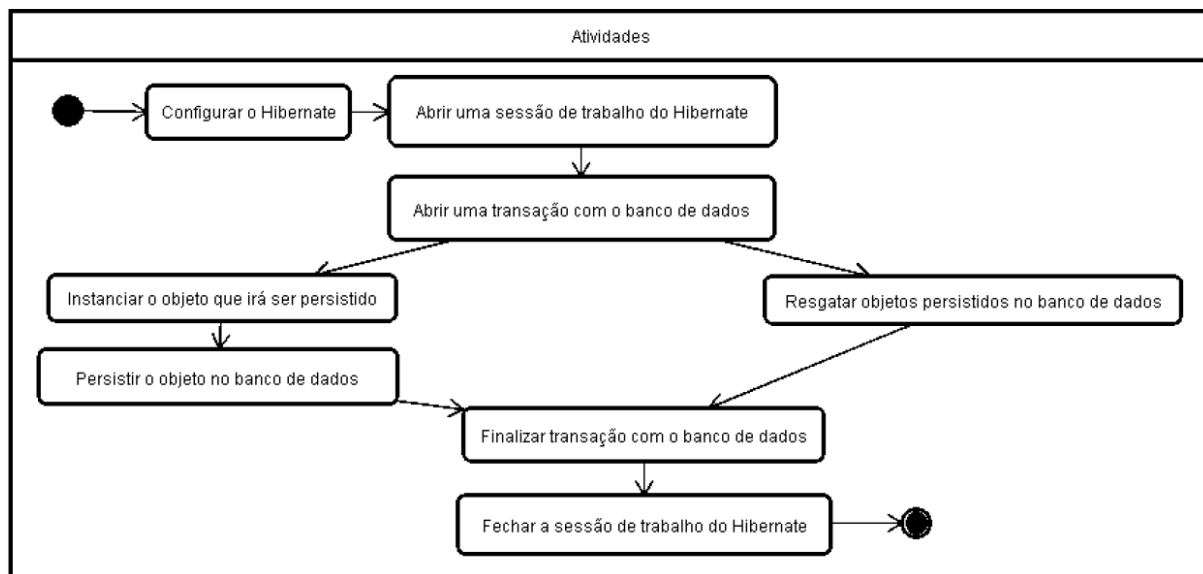 Atividades
Configurar o Hibernate
Abrir uma sessão de trabalho do Hibernate
Abrir uma transação com o banco de dados
Instanciar o objeto que irá ser persistido
Resgatar objetos persistidos no banco de dados
Persistir o objeto no banco de dados
Finalizar transação com o banco de dados
Fechar a sessão de trabalho do Hibernate